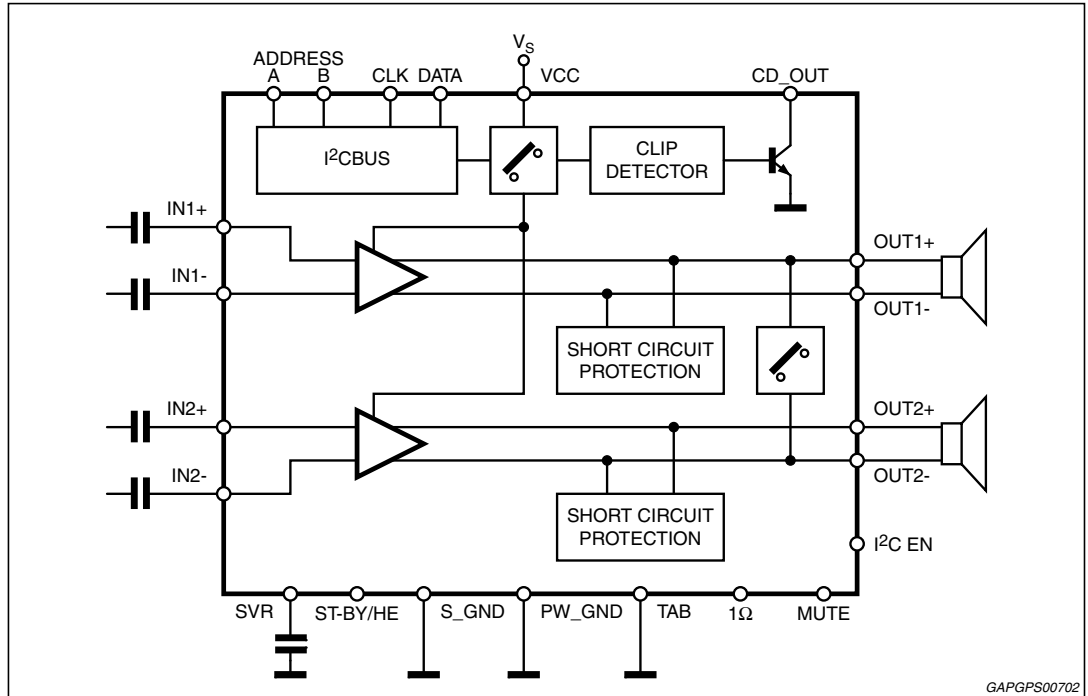 V_S
ADDRESS
A B CLK DATA VCC CD_OUT
I²CBUS
CLIP
DETECTOR
IN1+
OUT1+
IN1-
OUT1-
SHORT CIRCUIT
PROTECTION
IN2+
OUT2+
IN2-
OUT2-
SHORT CIRCUIT
PROTECTION
I²C EN
SVR ST-BY/HE S_GND PW_GND TAB 1Ω MUTE
GAPGPS00702